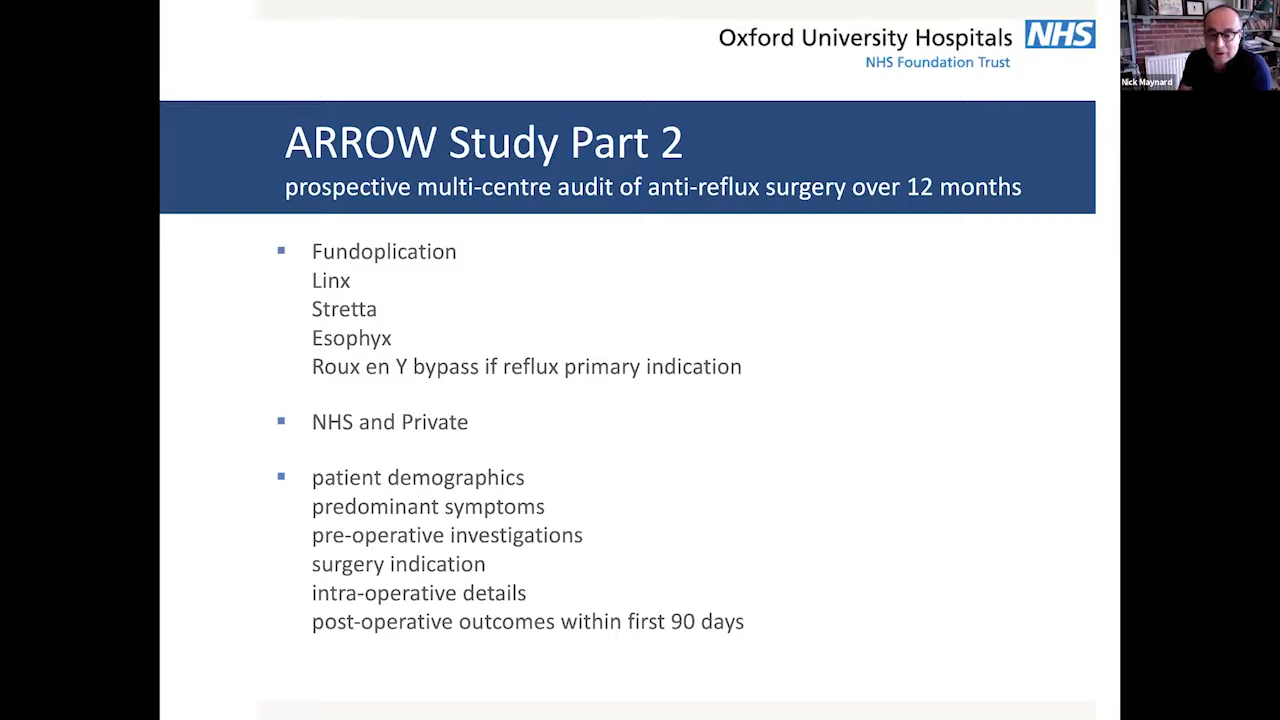 Oxford University Hospitals NHS
NHS Foundation Trust
Nick Maynard
ARROW Study Part 2
prospective multi-centre audit of anti-reflux surgery over 12 months
Fundoplication
Linx
Stretta
Esophyx
Roux en Y bypass if reflux primary indication
NHS and Private
patient demographics
predominant symptoms
pre-operative investigations
surgery indication
intra-operative details
post-operative outcomes within first 90 days